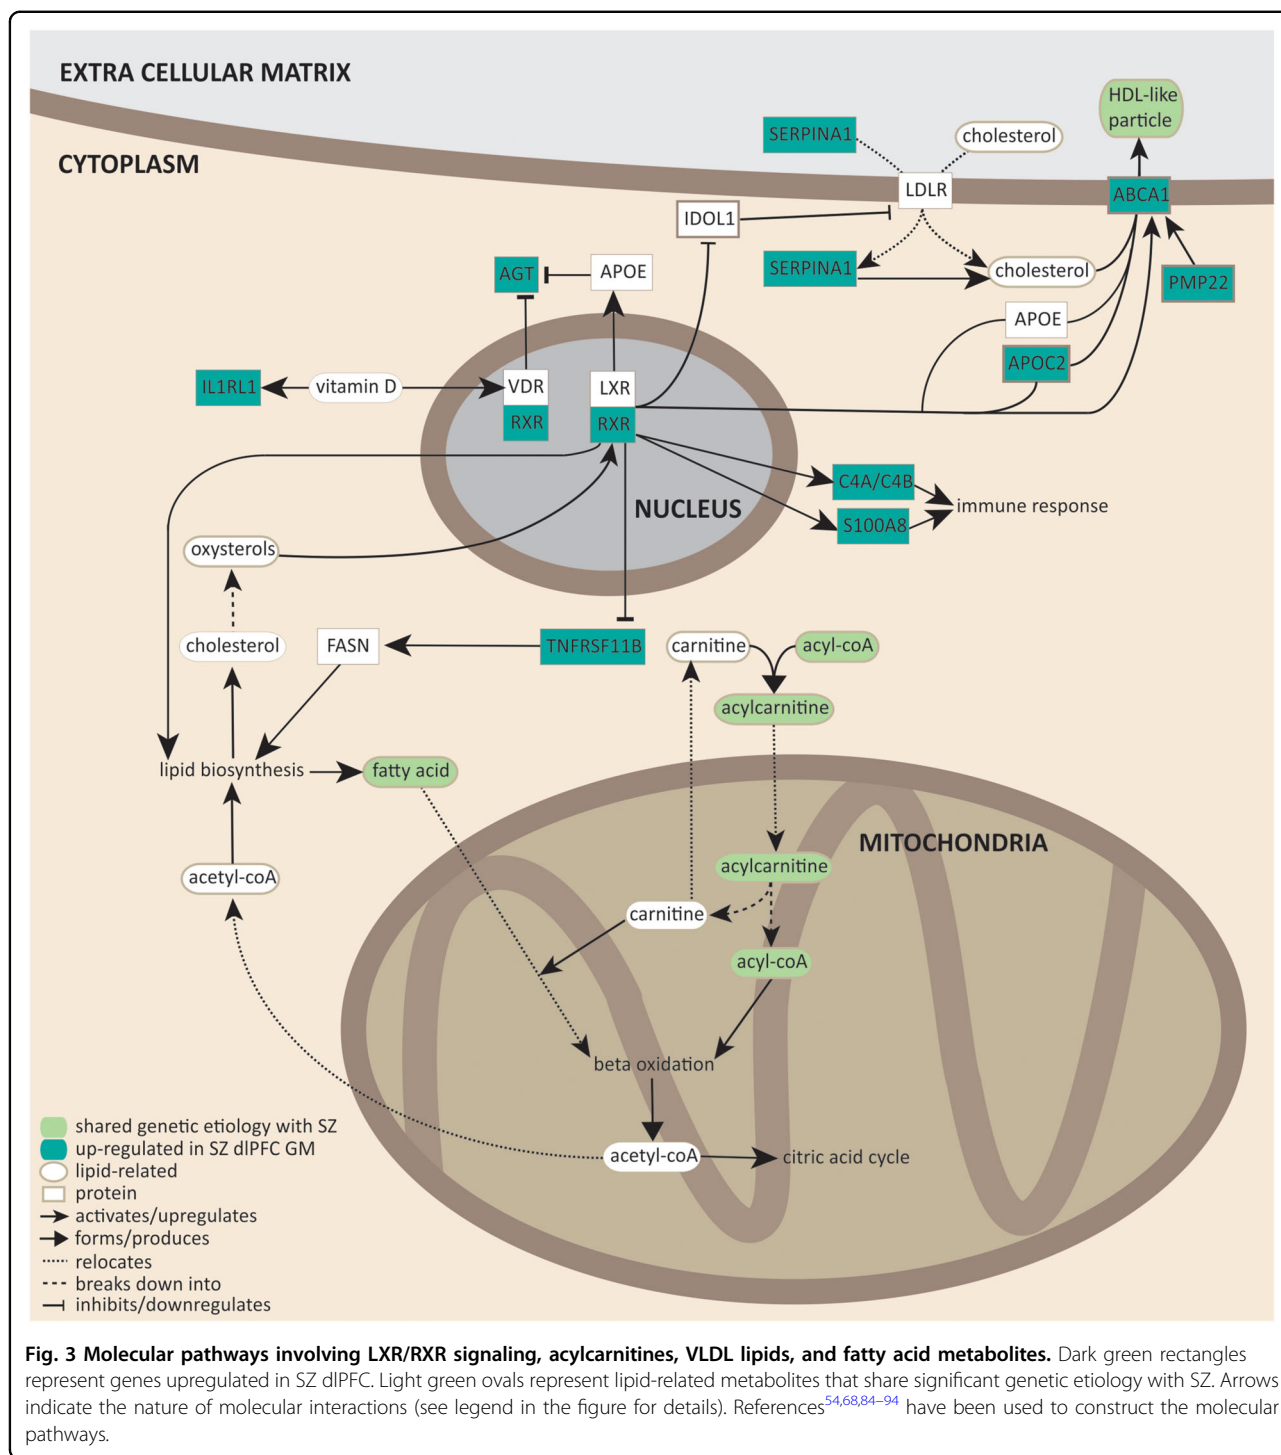 EXTRA CELLULAR MATRIX
HDL-like
particle
SERPINA1
cholesterol
CYTOPLASM
LDLR
ABCA1
IDOL1
AGT
APOE
SERPINA1
cholesterol
PMP22
APOE
APOC2
IL1RL1
vitamin D
VDR
RXR
LXR
RXR
C4A/C4B
S100A8
immune response
NUCLEUS
oxysterols
cholesterol
FASN
TNFRSF11B
carnitine
acyl-coA
acylcarnitine
lipid biosynthesis
fatty acid
MITOCHONDRIA
acylcarnitine
acetyl-coA
carnitine
acyl-coA
beta oxidation
acetyl-coA
citric acid cycle
shared genetic etiology with SZ
up-regulated in SZ dlPFC GM
lipid-related
protein
activates/upregulates
forms/produces
relocates
breaks down into
inhibits/downregulates
Fig. 3 Molecular pathways involving LXR/RXR signaling, acylcarnitines, VLDL lipids, and fatty acid metabolites. Dark green rectangles
represent genes upregulated in SZ dlPFC. Light green ovals represent lipid-related metabolites that share significant genetic etiology with SZ. Arrows
indicate the nature of molecular interactions (see legend in the figure for details). References54,68,84–94 have been used to construct the molecular
pathways.